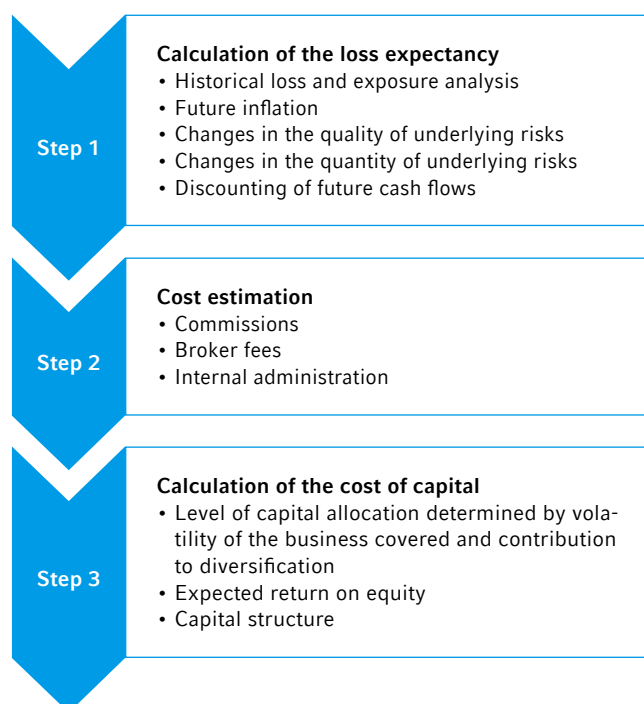 Step 1
Calculation of the loss expectancy
• Historical loss and exposure analysis
• Future inflation
• Changes in the quality of underlying risks
• Changes in the quantity of underlying risks
• Discounting of future cash flows
Step 2
Cost estimation
• Commissions
• Broker fees
• Internal administration
Step 3
Calculation of the cost of capital
• Level of capital allocation determined by vola-
tility of the business covered and contribution
to diversification
• Expected return on equity
• Capital structure